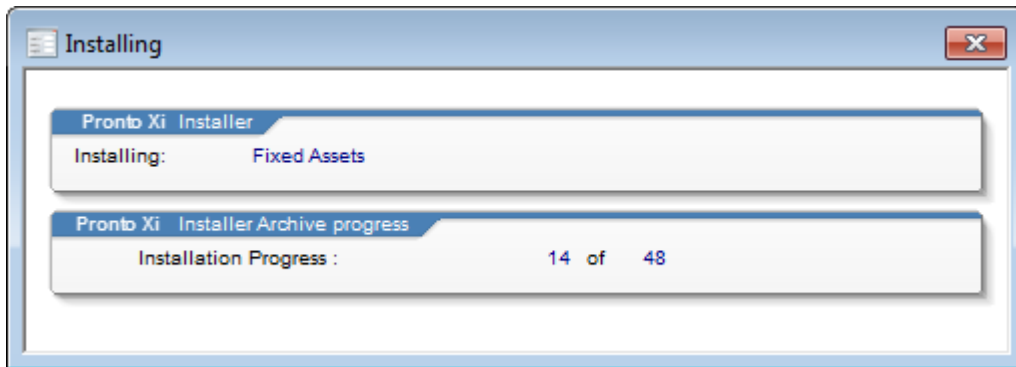 Installing
Pronto Xi Installer
Installing: Fixed Assets
Pronto Xi Installer Archive progress
Installation Progress : 14 of 48